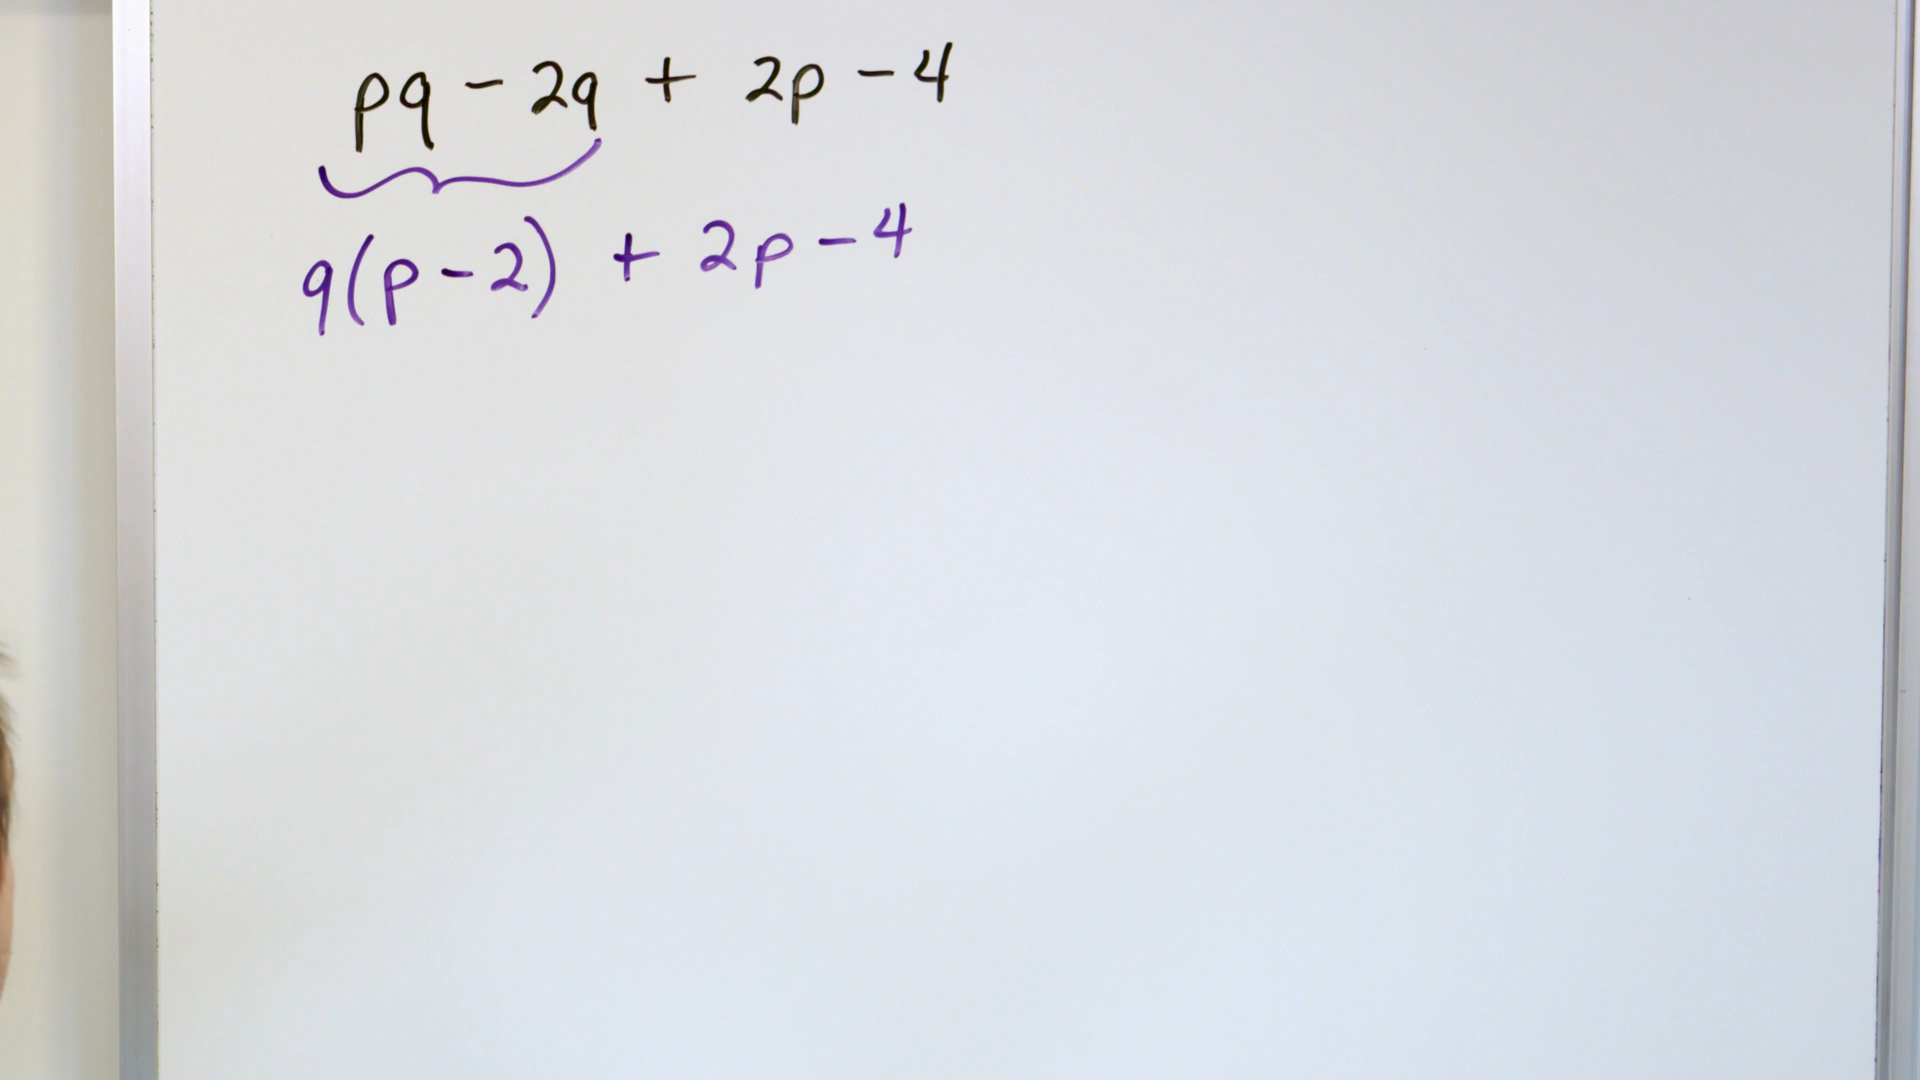 pq - 2q + 2p - 4
q(p - 2) + 2p - 4